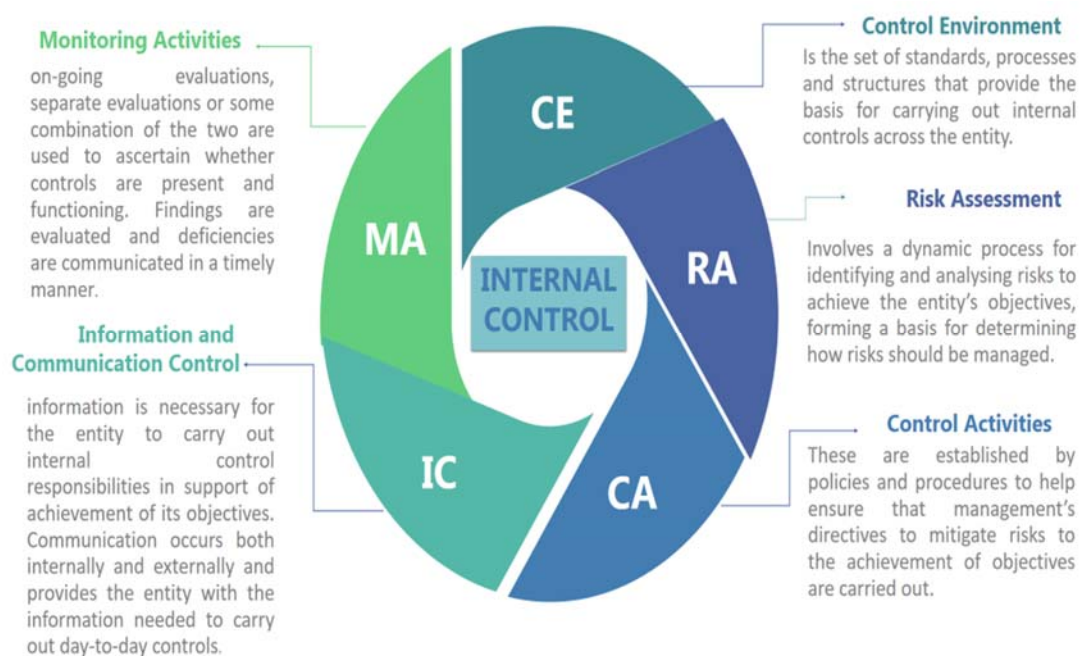 Monitoring Activities
on-going evaluations,
separate evaluations or some
combination of the two are
used to ascertain whether
controls are present and
functioning. Findings are
evaluated and deficiencies
are communicated in a timely
manner.
Information and
Communication Control
information is necessary for
the entity to carry out
internal control
responsibilities in support of
achievement of its objectives.
Communication occurs both
internally and externally and
provides the entity with the
information needed to carry
out day-to-day controls.
CE
MA
RA
INTERNAL
CONTROL
IC
CA
Control Environment
Is the set of standards, processes
and structures that provide the
basis for carrying out internal
controls across the entity.
Risk Assessment
Involves a dynamic process for
identifying and analysing risks to
achieve the entity's objectives,
forming a basis for determining
how risks should be managed.
Control Activities
These are established by
policies and procedures to help
ensure that management's
directives to mitigate risks to
the achievement of objectives
are carried out.